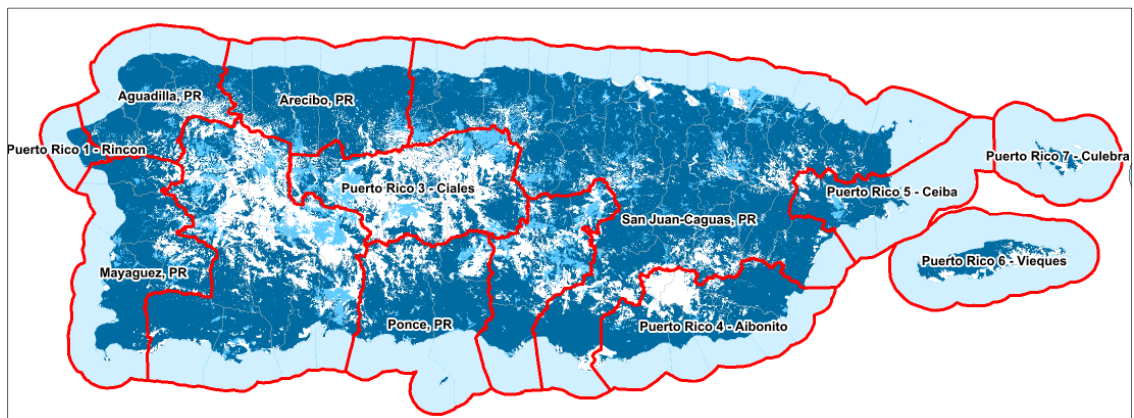 Aguadilla, PR
Arecibo, PR
Puerto Rico 1 - Rincon
Puerto Rico 7 - Culebra
Puerto Rico 3 - Ciales
Puerto Rico 5 - Ceiba
San Juan-Caguas, PR
Puerto Rico 6 - Vieques
Mayaguez, PR
Ponce, PR
Puerto Rico 4 - Aibonito